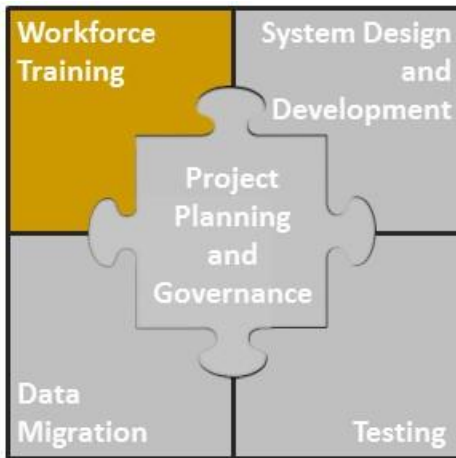 Workforce
Training
System Design
and
Development
Project
Planning
and
Governance
Data
Migration
Testing